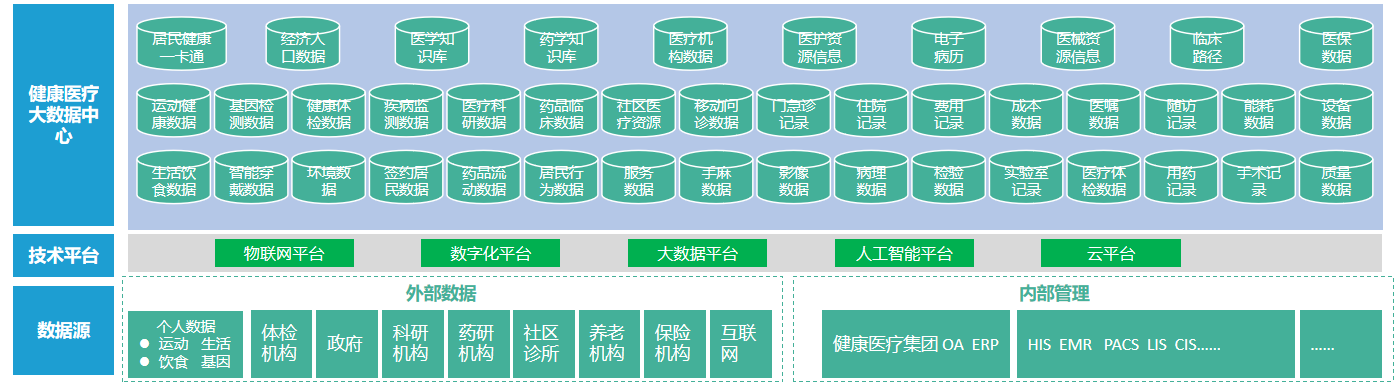 健康医疗
大数据中
心
居民健康
一卡通
经济人
口数据
医学知
识库
药学知
识库
医疗机
构数据
医护资
源信息
电子
病历
医械资
源信息
临床
路径
医保
数据
运动健
康数据
基因检
测数据
健康体
检数据
疾病监
测数据
医疗科
研数据
药品临
床数据
社区医
疗资源
移动问
诊数据
门急诊
记录
住院
记录
费用
记录
成本
数据
医嘱
数据
随访
记录
能耗
数据
设备
数据
生活饮
食数据
智能穿
戴数据
环境数
据
签约居
民数据
药品流
动数据
居民行
为数据
服务
数据
手麻
数据
影像
数据
病理
数据
检验
数据
实验室
记录
医疗体
检数据
用药
记录
手术记
录
质量
数据
技术平台
物联网平台
数字化平台
大数据平台
人工智能平台
云平台
数据源
外部数据
个人数据
● 运动 生活
● 饮食 基因
体检
机构
政府
科研
机构
药研
机构
社区
诊所
养老
机构
保险
机构
互联
网
内部管理
健康医疗集团 OA ERP
HIS EMR PACS LIS CIS……
……